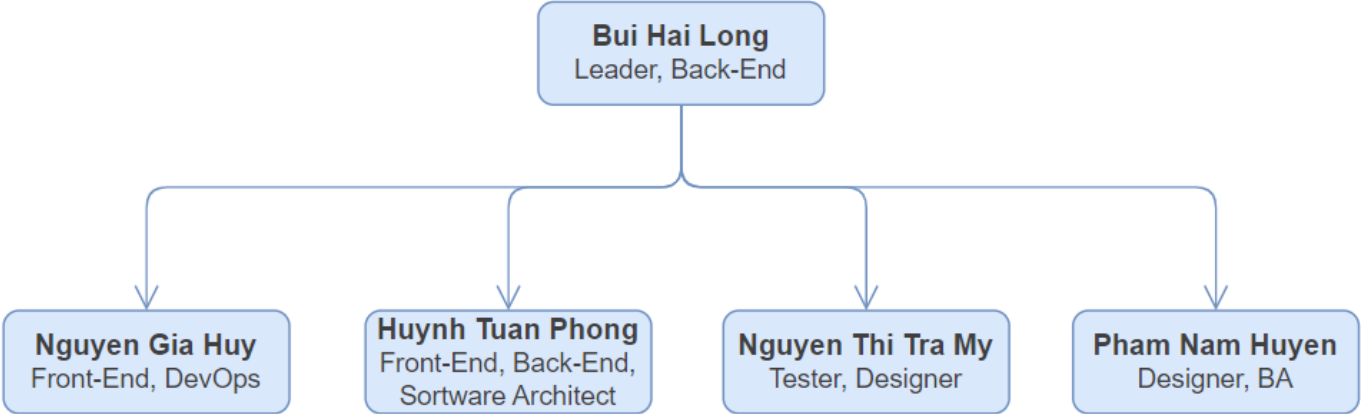 Bui Hai Long
Leader, Back-End
Nguyen Gia Huy
Front-End, DevOps
Huynh Tuan Phong
Front-End, Back-End,
Sortware Architect
Nguyen Thi Tra My
Tester, Designer
Pham Nam Huyen
Designer, BA